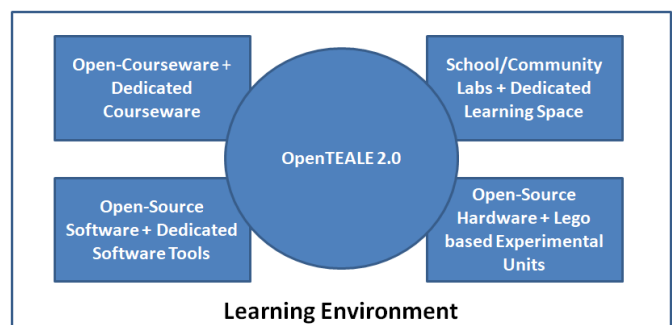 Open-Courseware +
Dedicated
Courseware
School/Community
Labs + Dedicated
Learning Space
OpenTEALE 2.0
Open-Source
Software + Dedicated
Software Tools
Open-Source
Hardware + Lego
based Experimental
Units
Learning Environment